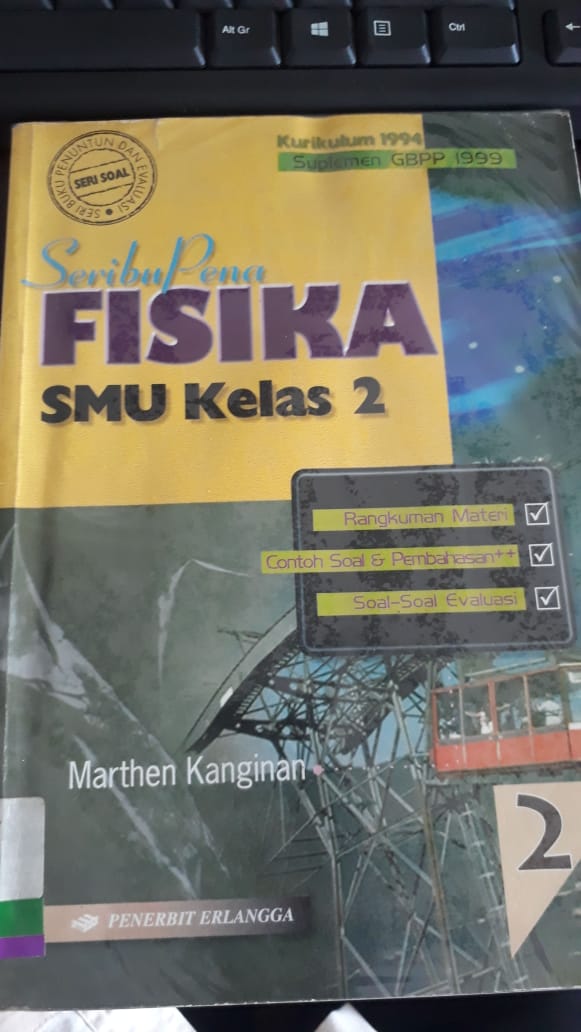 Alt Gr
Ctrl
Kurikulum 1994
Suplemen GBPP 1999
SERI BUKU PENUNTUN DAN EVALUASI
SERI SOAL
Seribu Pena
FISIKA
SMU Kelas 2
Rangkuman Materi
Contoh Soal & Pembahasan++
Soal-Soal Evaluasi
Marthen Kanginan
2
PENERBIT ERLANGGA